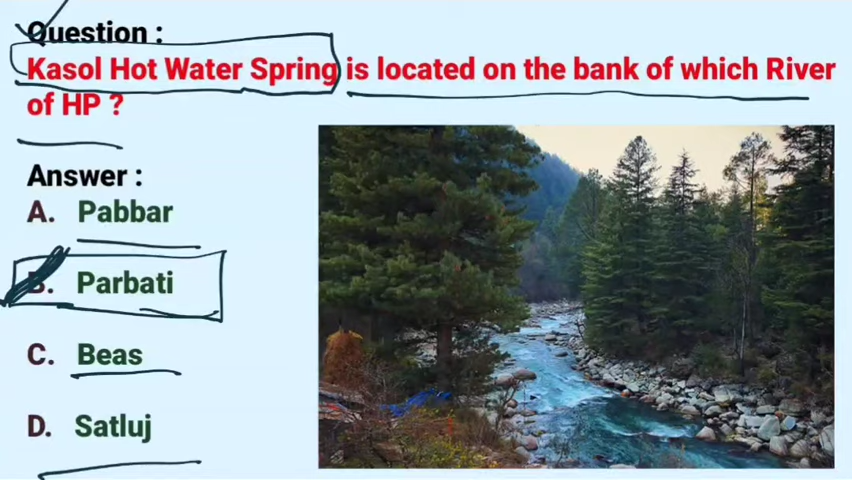 Question :
Kasol Hot Water Spring is located on the bank of which River
of HP ?
Answer :
A. Pabbar
B. Parbati
C. Beas
D. Satluj